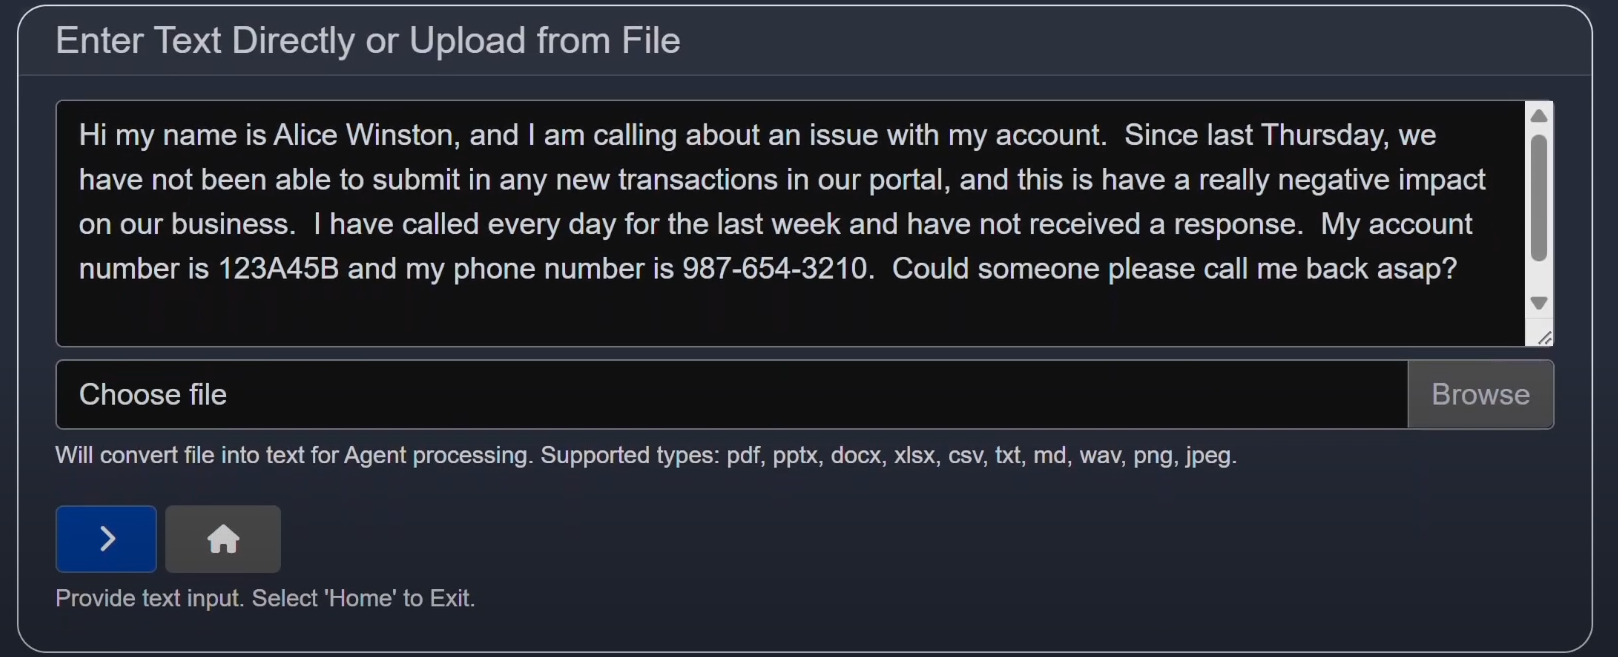 Enter Text Directly or Upload from File
Hi my name is Alice Winston, and I am calling about an issue with my account.  Since last Thursday, we
have not been able to submit in any new transactions in our portal, and this is have a really negative impact
on our business.  I have called every day for the last week and have not received a response.  My account
number is 123A45B and my phone number is 987-654-3210.  Could someone please call me back asap?
Choose file
Browse
Will convert file into text for Agent processing. Supported types: pdf, pptx, docx, xlsx, csv, txt, md, wav, png, jpeg.
Provide text input. Select 'Home' to Exit.